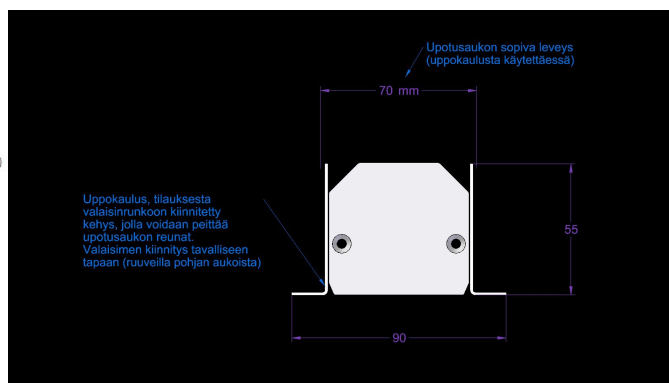 Upotusaukon sopiva leveys
(uppokaulusta käytettäessä)
70 mm
Uppokaulus, tilauksesta
valaisinrunkoon kiinnitetty
kehys, jolla voidaan peittää
upotusaukon reunat.
Valaisimen kiinnitys tavalliseen
tapaan (ruuveilla pohjan aukoista)
55
90